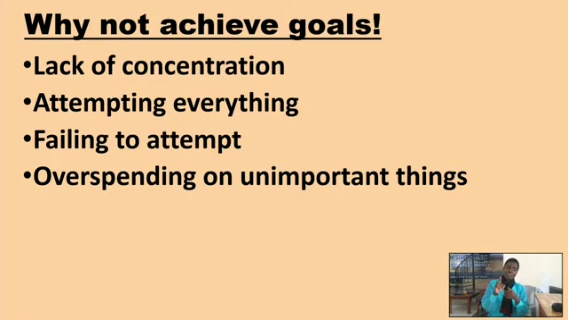 Why not achieve goals!
•Lack of concentration
•Attempting everything
•Failing to attempt
•Overspending on unimportant things